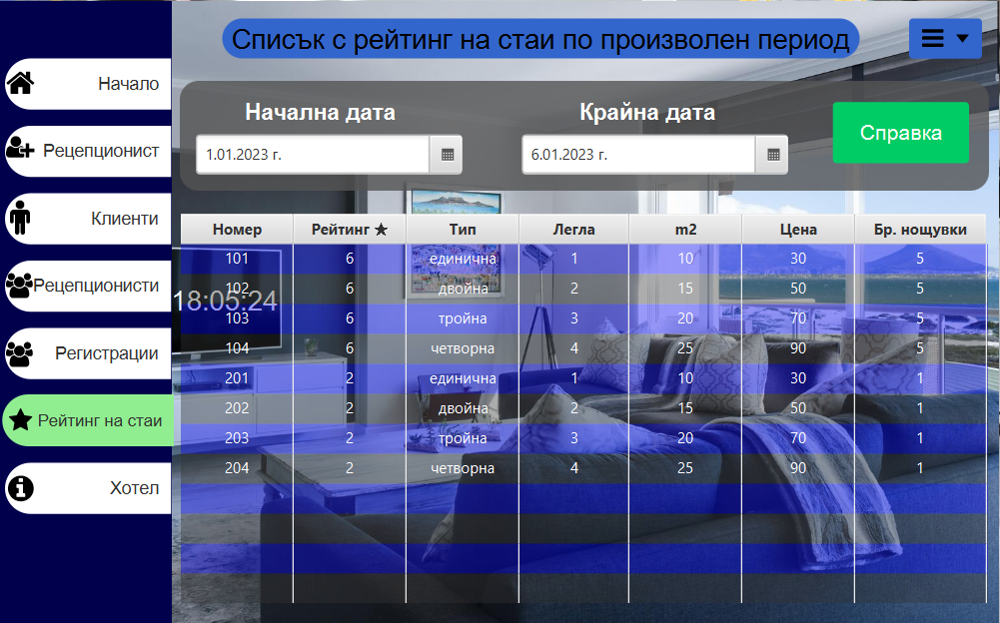 Списък с рейтинг на стаи по произволен период
Начало
Рецепционист
Клиенти
Рецепционисти
Регистрации
Рейтинг на стаи
Хотел
Начална дата
Крайна дата
1.01.2023 г.
6.01.2023 г.
Справка
Номер Рейтинг ★ Тип Легла m2 Цена Бр. нощувки
101 6 единична 1 10 30 5
102 6 двойна 2 15 50 5
18:05:24
103 6 тройна 3 20 70 5
104 6 четворна 4 25 90 5
201 2 единична 1 10 30 1
202 2 двойна 2 15 50 1
203 2 тройна 3 20 70 1
204 2 четворна 4 25 90 1